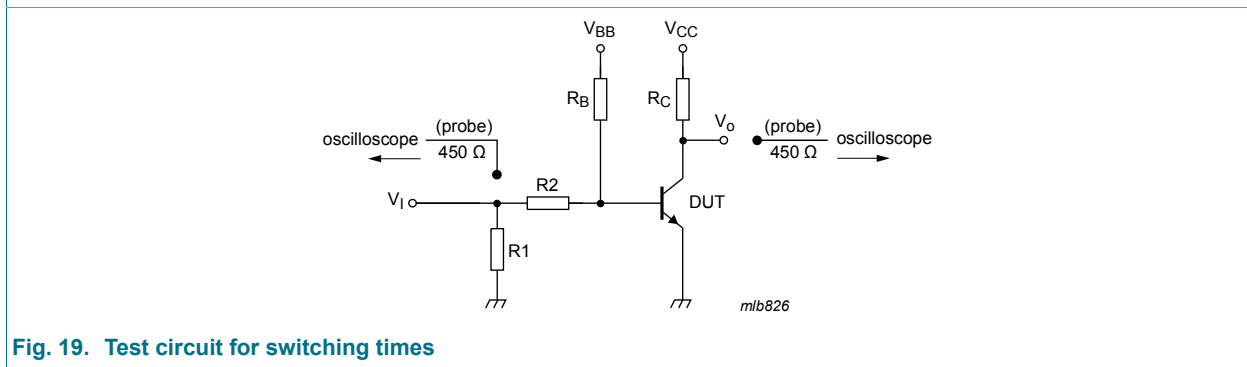 VBB
VCC
RB
RC
Vo
(probe)
oscilloscope
450 Ω
(probe)
oscilloscope
450 Ω
R2
VI
DUT
R1
mlb826
Fig. 19. Test circuit for switching times